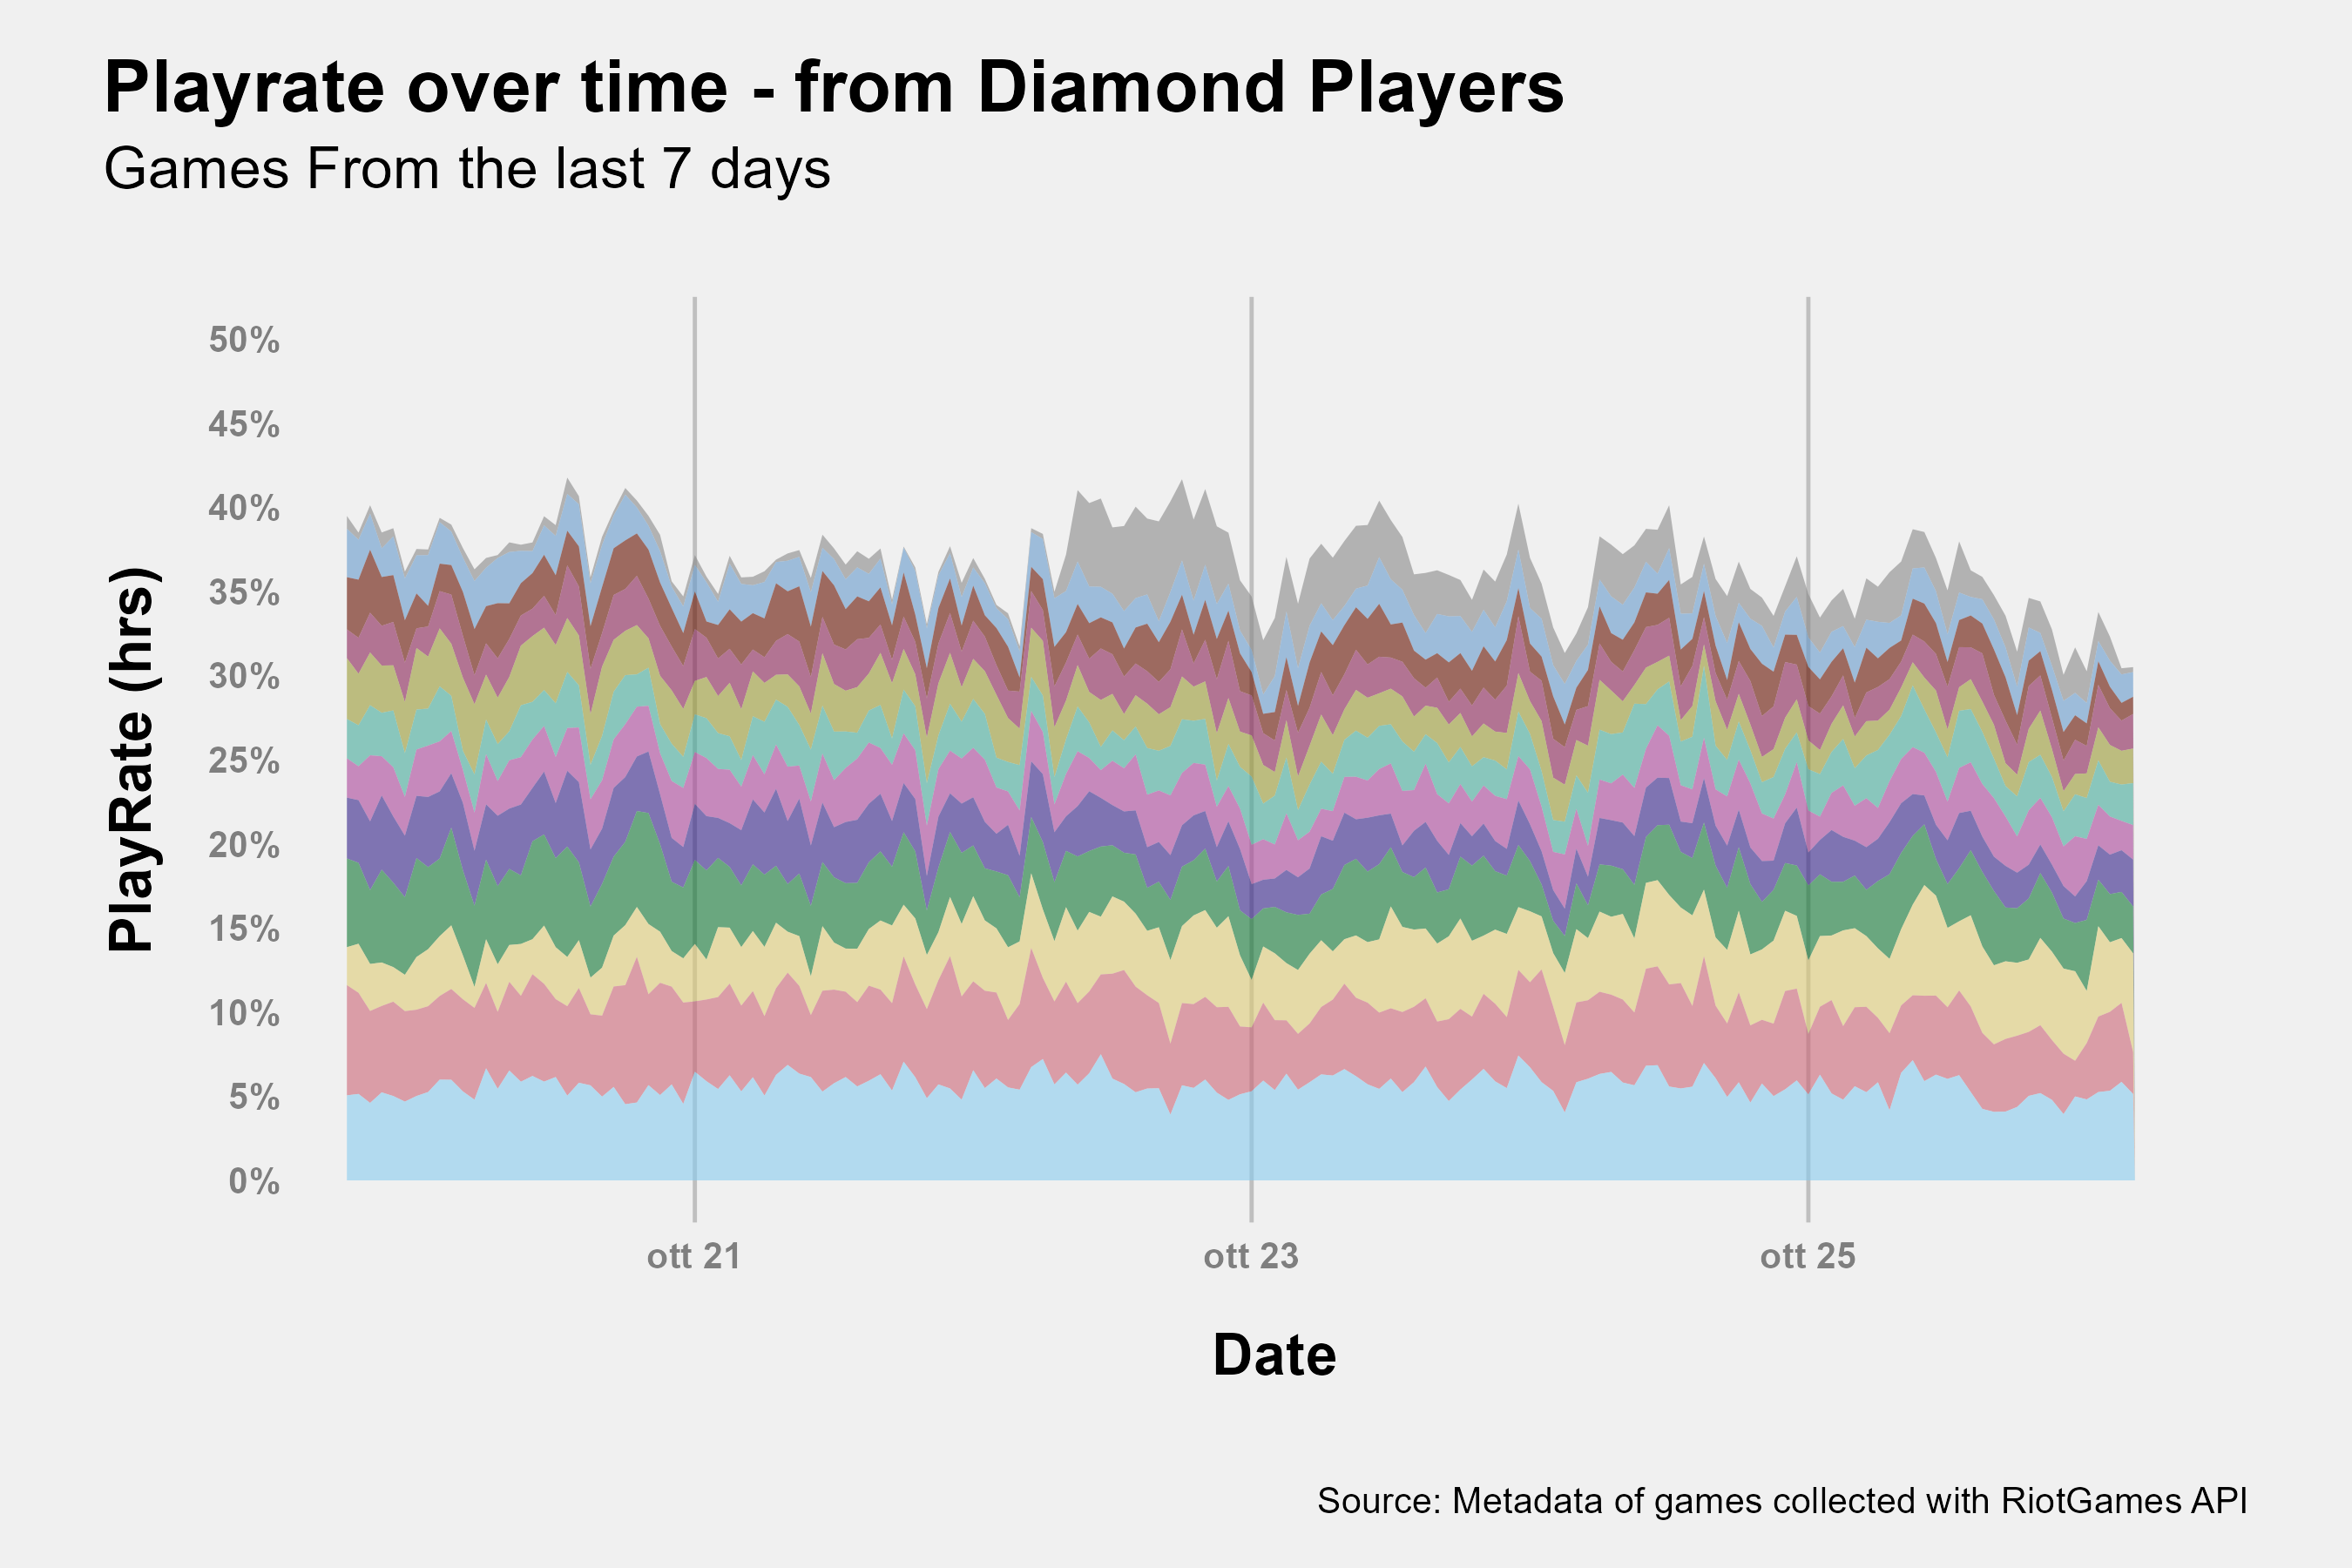 Playrate over time - from Diamond Players
Games From the last 7 days
PlayRate (hrs)
50%
45%
40%
35%
30%
25%
20%
15%
10%
5%
0%
ott 21
ott 23
ott 25
Date
Source: Metadata of games collected with RiotGames API